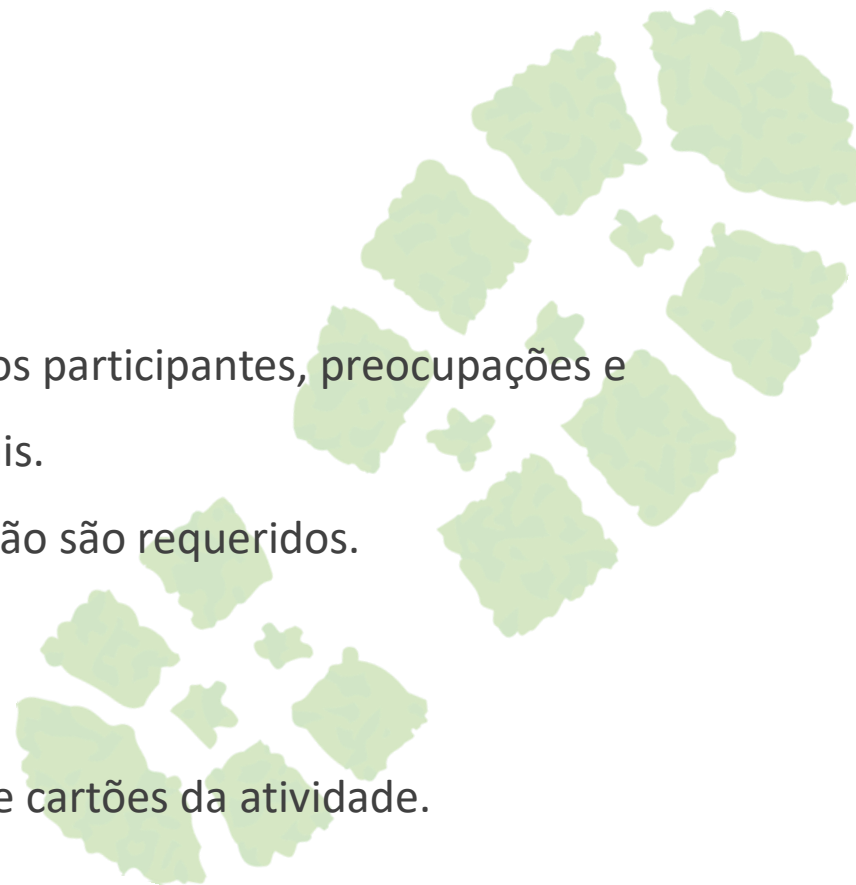 os participantes, preocupações e
is.
ão são requeridos.
e cartões da atividade.